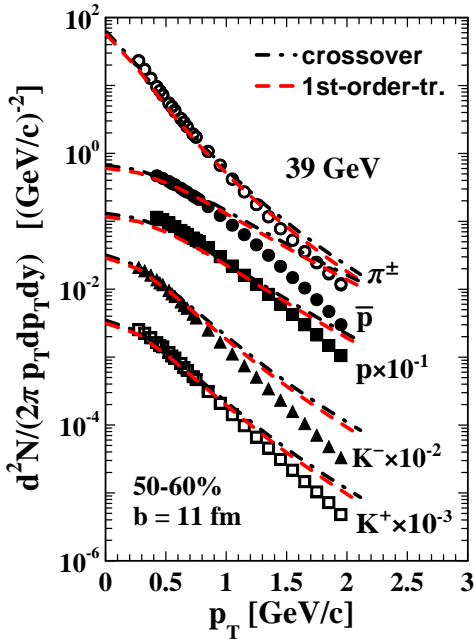 10²
crossover
1st-order-tr.
10⁰
39 GeV
π±
10⁻²
p̄
p×10⁻¹
10⁻⁴
K⁻×10⁻²
50-60%
b = 11 fm
K⁺×10⁻³
10⁻⁶
0 0.5 1 1.5 2 2.5 3
p_T [GeV/c]
d²N/(2π p_T dp_T dy) [(GeV/c)⁻²]